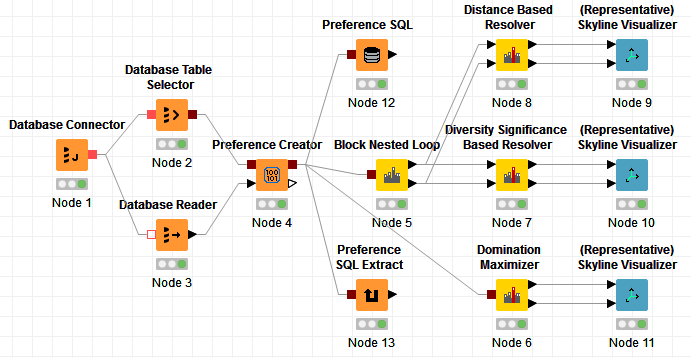 Database Connector
J
Node 1
Database Table
Selector
Node 2
Database Reader
Node 3
Preference Creator
100
101
Node 4
Preference SQL
Node 12
Block Nested Loop
Node 5
Preference
SQL Extract
Node 13
Distance Based
Resolver
Node 8
Diversity Significance
Based Resolver
Node 7
Domination
Maximizer
Node 6
(Representative)
Skyline Visualizer
Node 9
(Representative)
Skyline Visualizer
Node 10
(Representative)
Skyline Visualizer
Node 11